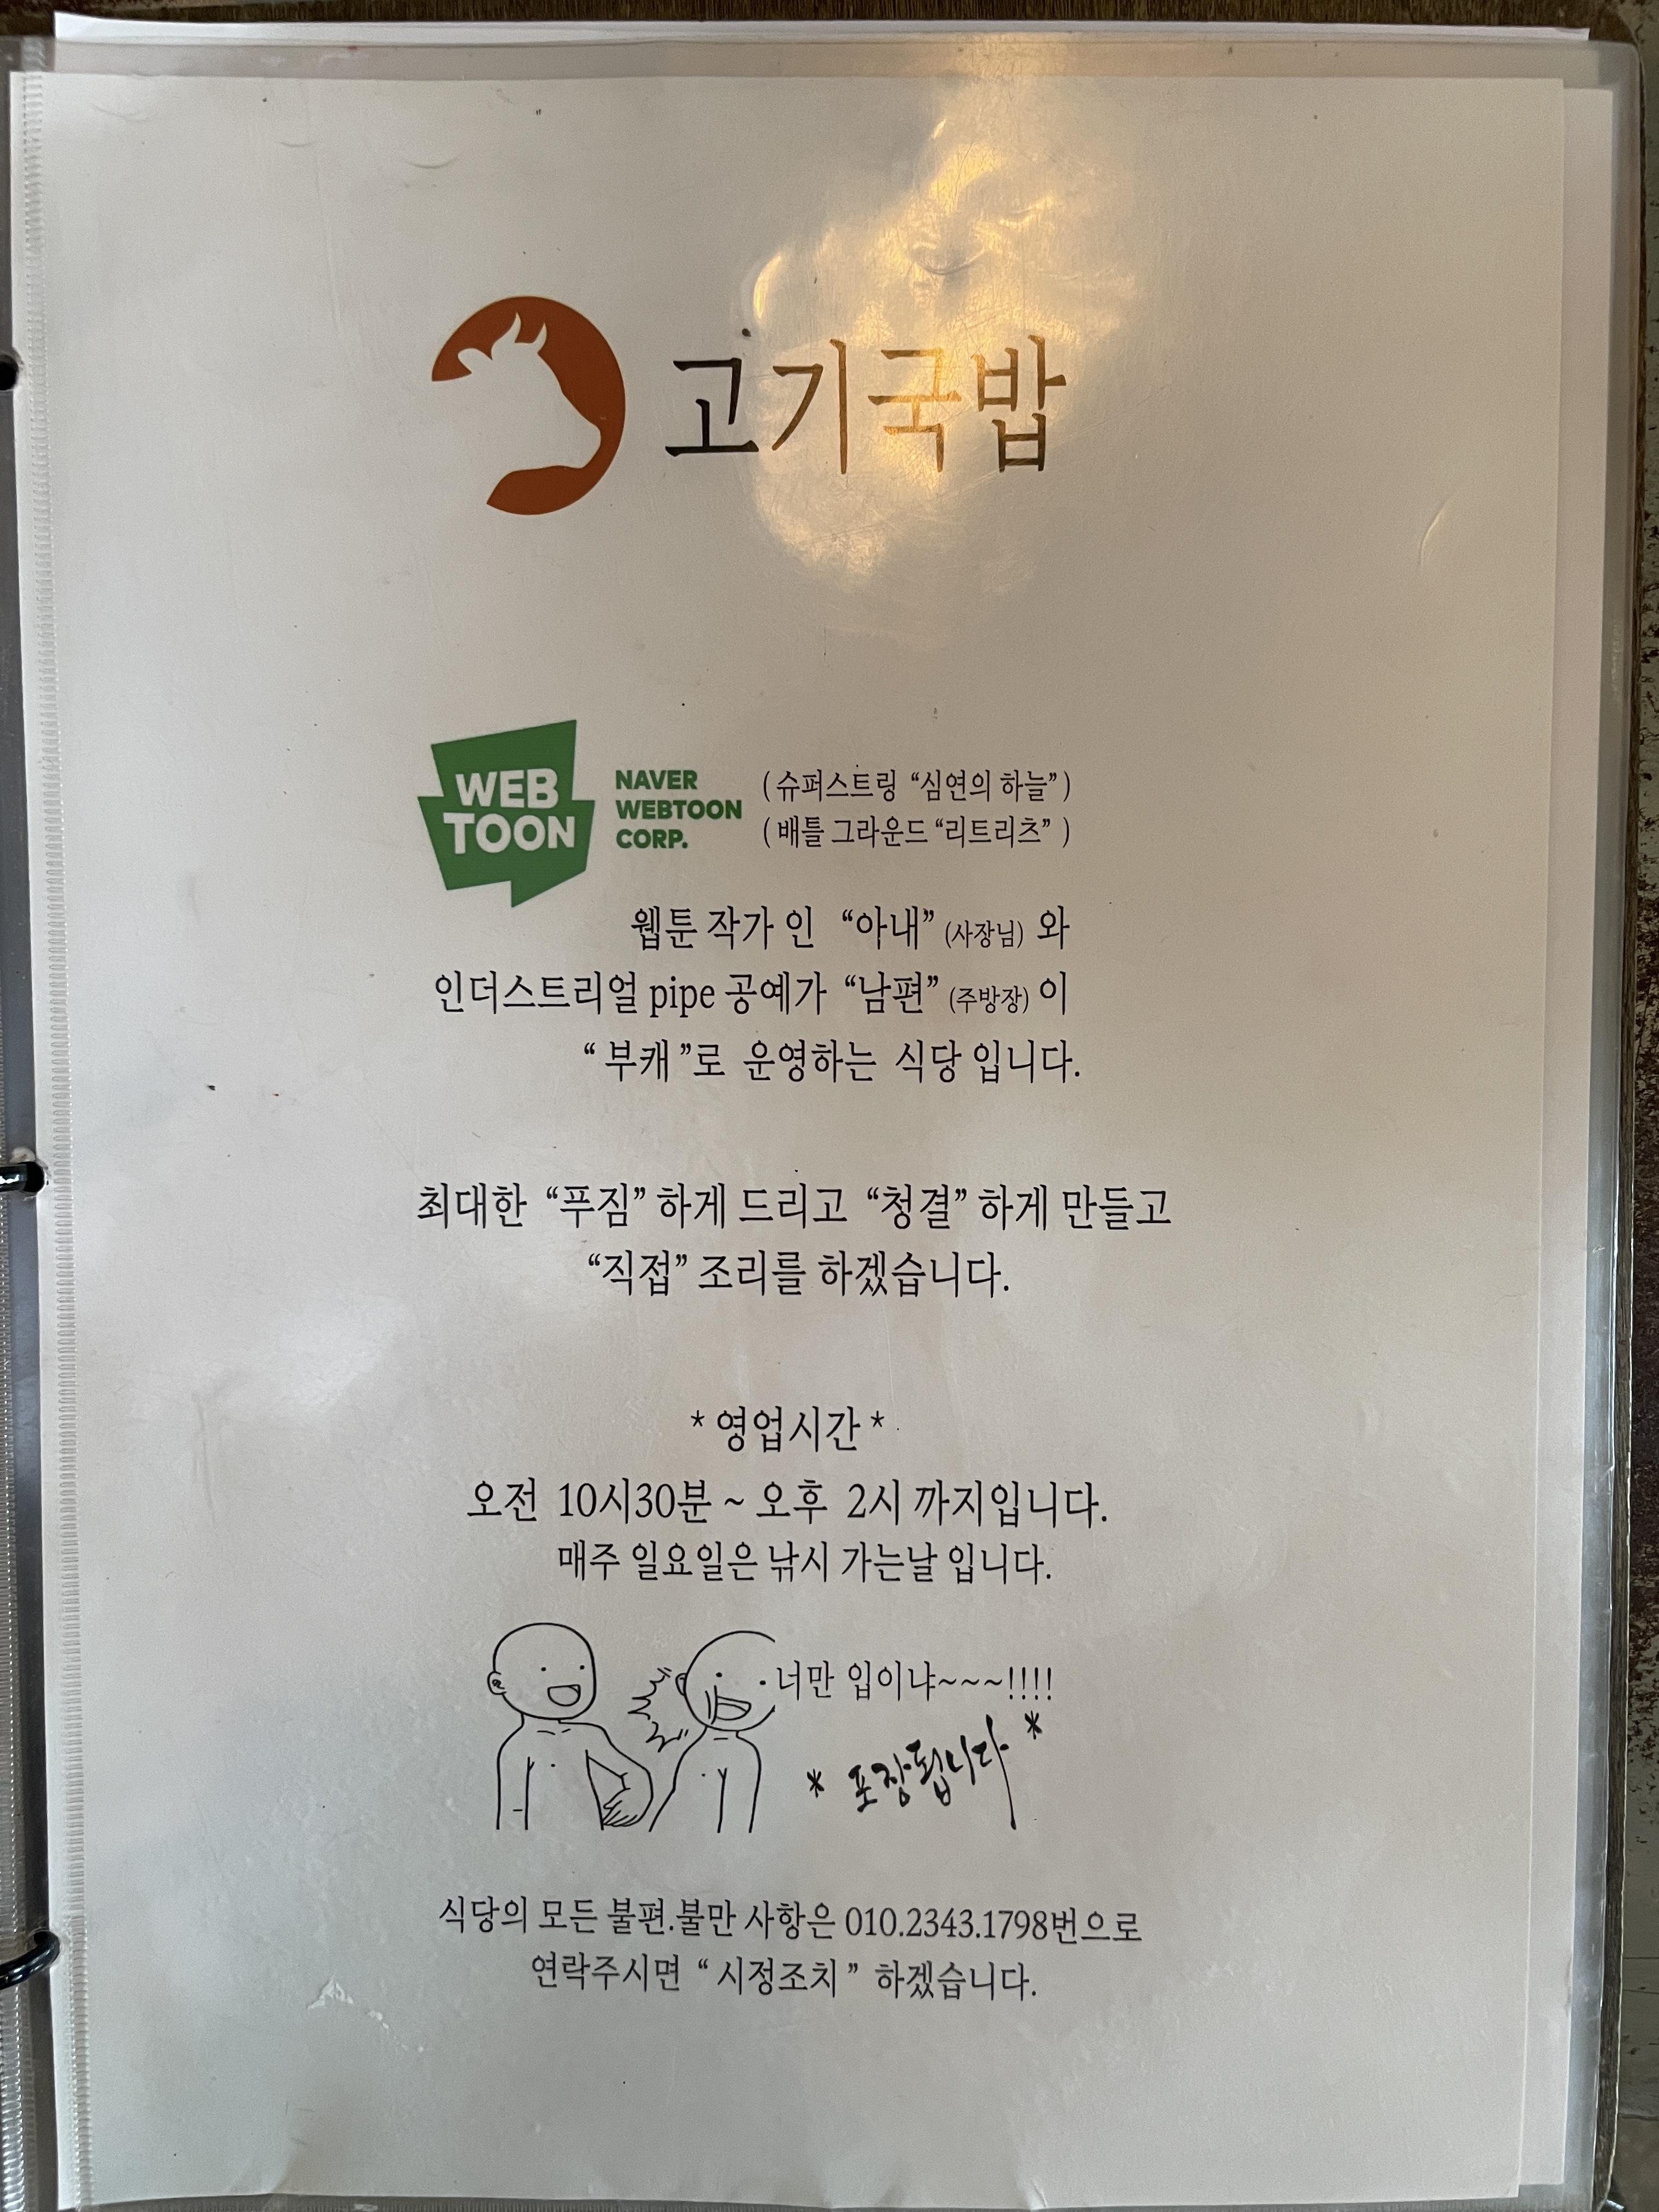 고기국밥
WEB
TOON
NAVER
WEBTOON
CORP.
( 슈퍼스트링 “심연의 하늘” )
( 배틀 그라운드 “리트리츠” )
웹툰 작가 인 “아내” (사장님) 와
인더스트리얼 pipe 공예가 “남편” (주방장) 이
“ 부캐 ”로 운영하는 식당 입니다.
최대한 “푸짐” 하게 드리고 “청결” 하게 만들고
“직접” 조리를 하겠습니다.
* 영업시간 *
오전 10시30분 ~ 오후 2시 까지입니다.
매주 일요일은 낚시 가는날 입니다.
너만 입이냐~~~!!!!
* 포장됩니다 *
식당의 모든 불편.불만 사항은 010.2343.1798번으로
연락주시면 “ 시정조치 ” 하겠습니다.